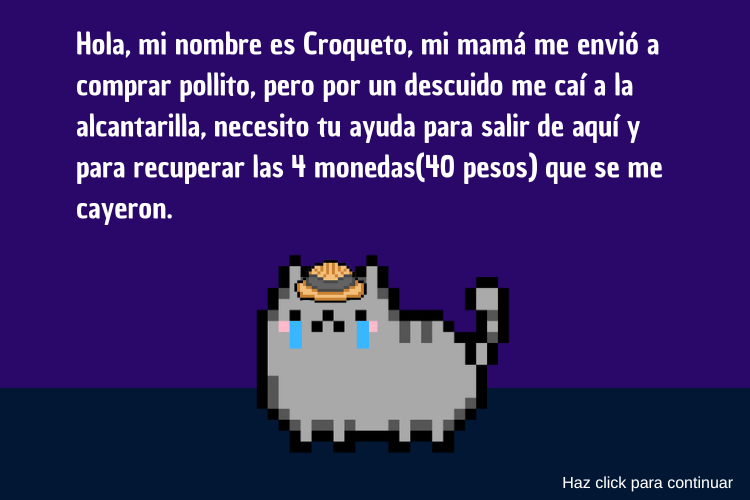 Hola, mi nombre es Croqueto, mi mamá me envió a
comprar pollito, pero por un descuido me caí a la
alcantarilla, necesito tu ayuda para salir de aquí y
para recuperar las 4 monedas(40 pesos) que se me
cayeron.
Haz click para continuar